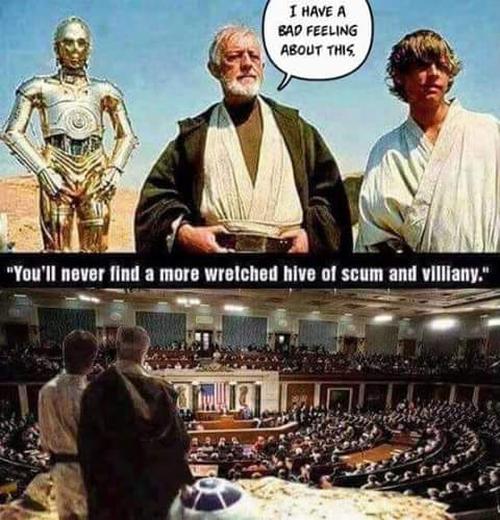 I HAVE A
BAD FEELING
ABOUT THIS.
"You'll never find a more wretched hive of scum and villiany."